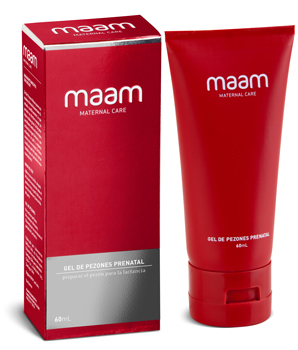 maam
MATERNAL CARE
GEL DE PEZONES PRENATAL
preparar el pezón para la lactancia
60mL
maam
MATERNAL CARE
GEL DE PEZONES PRENATAL
60mL